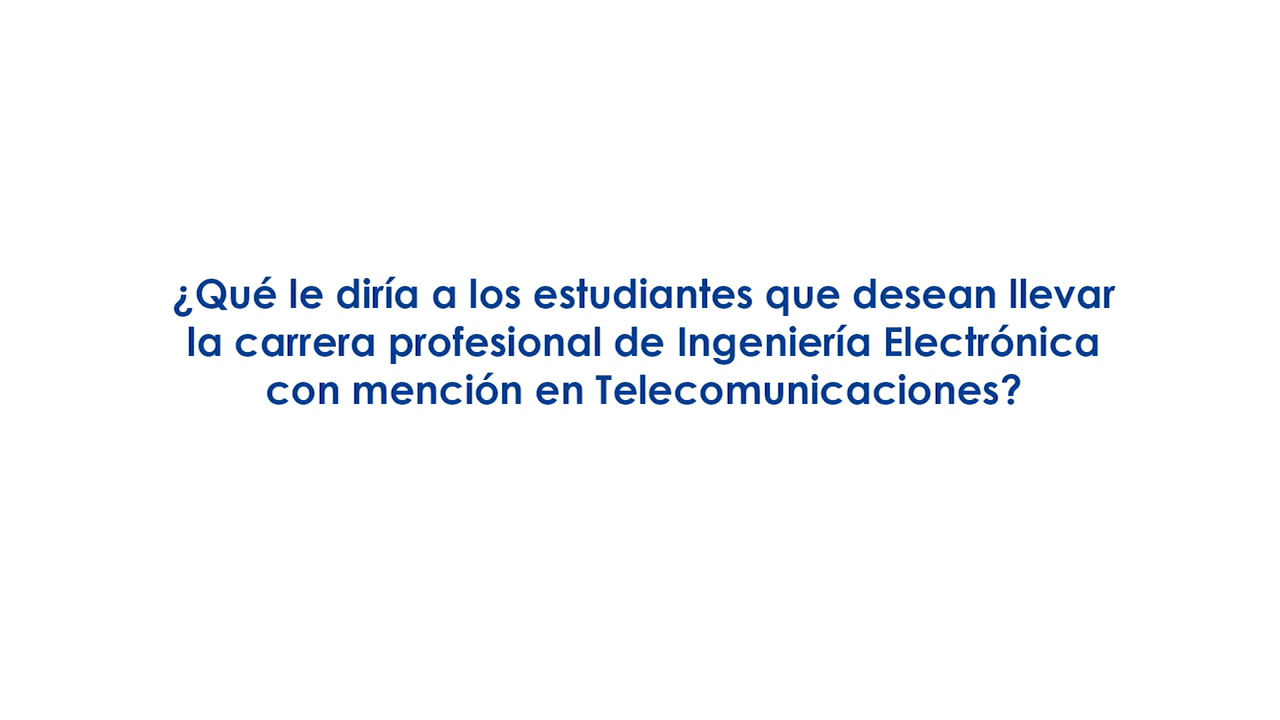 ¿Qué le diría a los estudiantes que desean llevar
la carrera profesional de Ingeniería Electrónica
con mención en Telecomunicaciones?